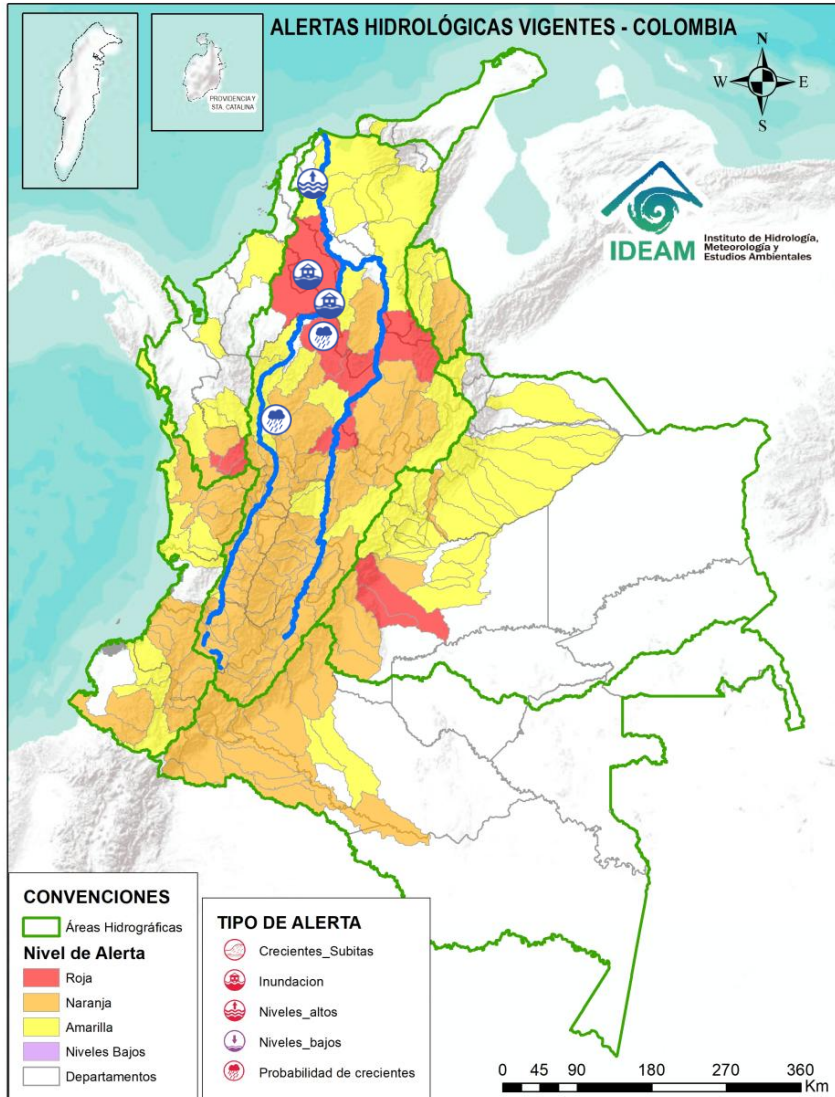 ALERTAS HIDROLÓGICAS VIGENTES - COLOMBIA
PROVIDENCIA Y
STA. CATALINA
N
W
E
S
IDEAM
Instituto de Hidrología,
Meteorología y
Estudios Ambientales
CONVENCIONES
Áreas Hidrográficas
Nivel de Alerta
Roja
Naranja
Amarilla
Niveles Bajos
Departamentos
TIPO DE ALERTA
Crecientes_Subitas
Inundacion
Niveles_altos
Niveles_bajos
Probabilidad de crecientes
0 45 90 180 270 360
Km